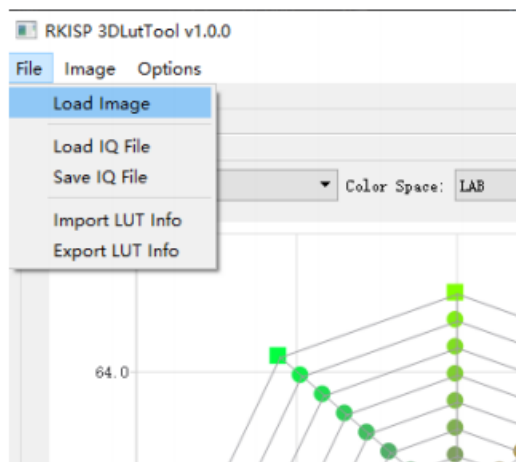 RKISP 3DLutTool v1.0.0
File Image Options
Load Image
Load IQ File
Save IQ File
Color Space: LAB
Import LUT Info
Export LUT Info
64.0